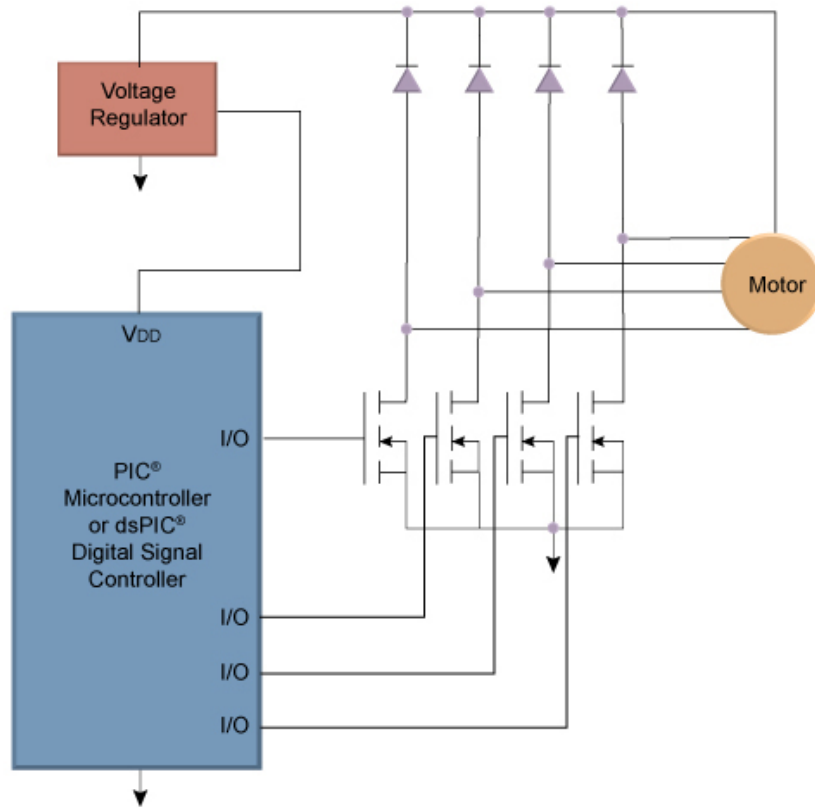 Voltage
Regulator
Motor
VDD
I/O
PIC®
Microcontroller
or dsPIC®
Digital Signal
Controller
I/O
I/O
I/O